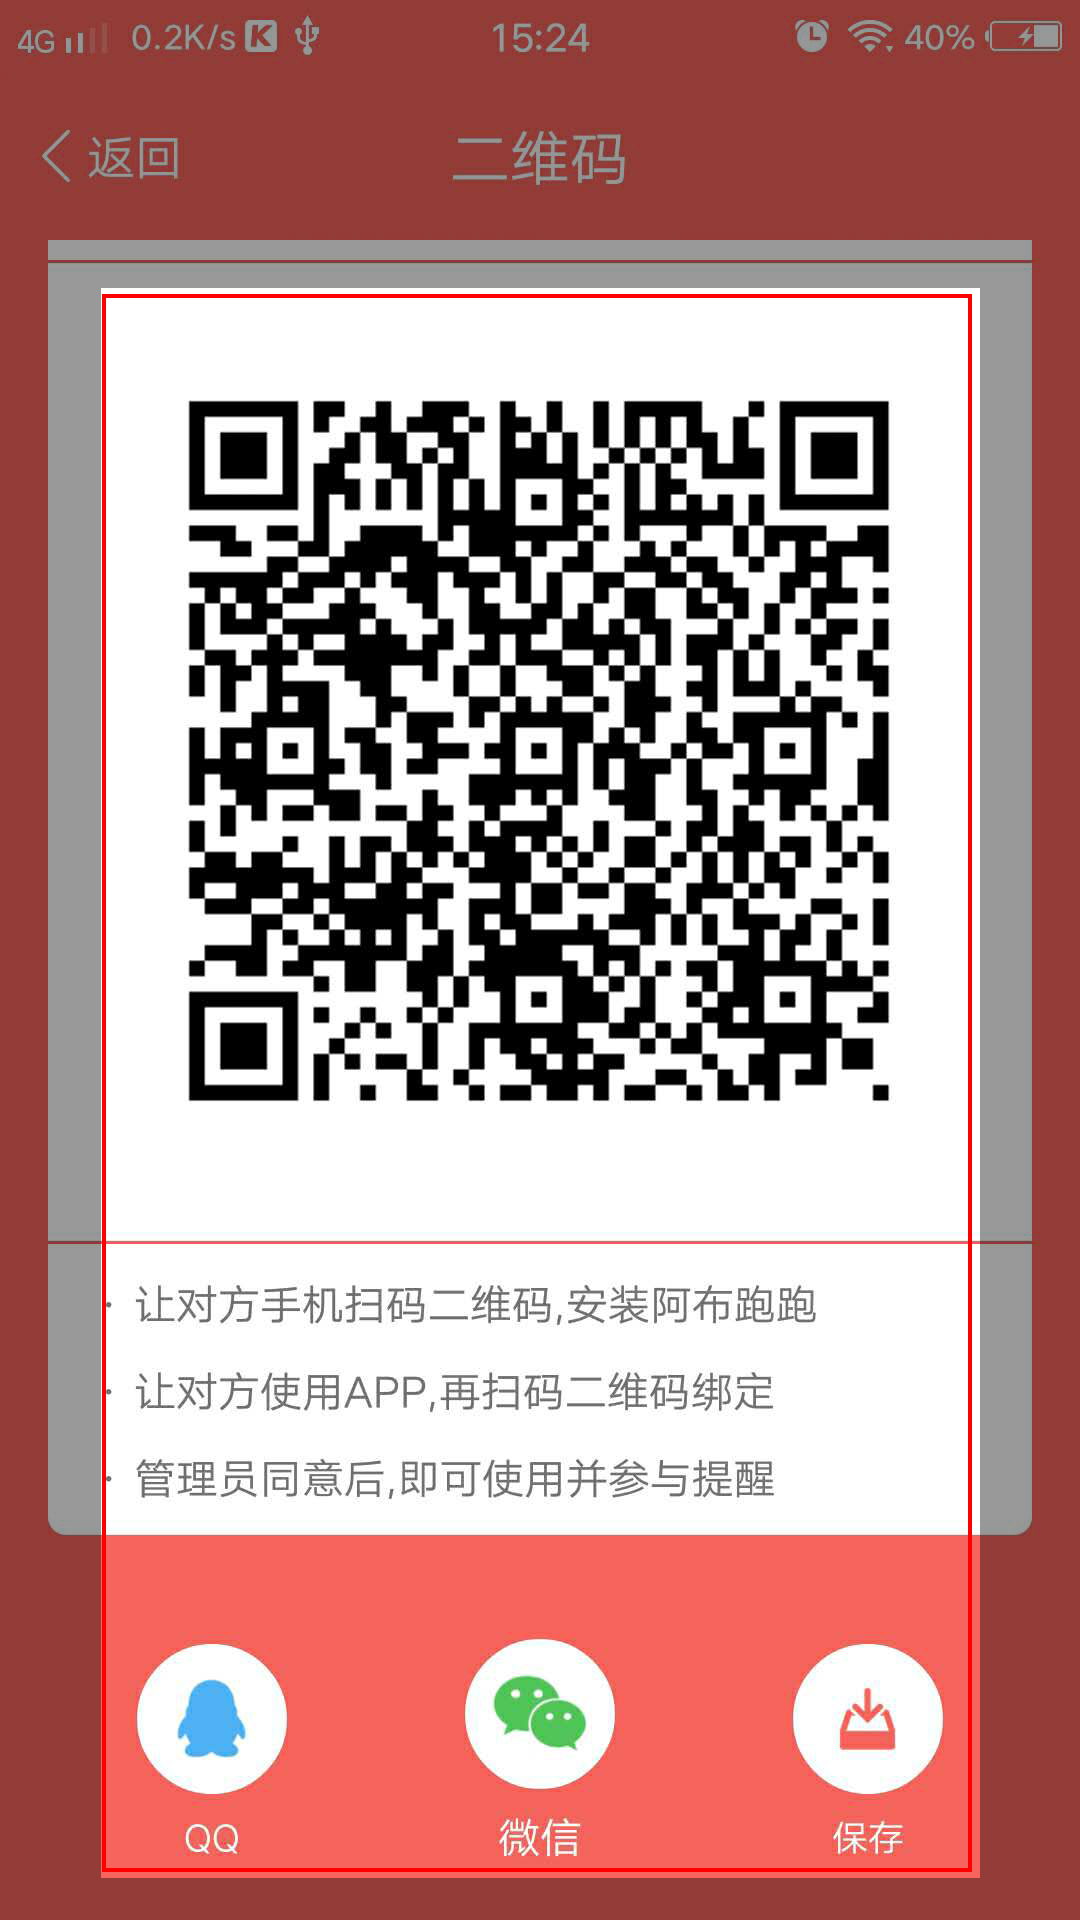 4G 0.2K/s K 15:24 40%
返回 二维码
· 让对方手机扫码二维码,安装阿布跑跑
· 让对方使用APP,再扫码二维码绑定
· 管理员同意后,即可使用并参与提醒
QQ 微信 保存